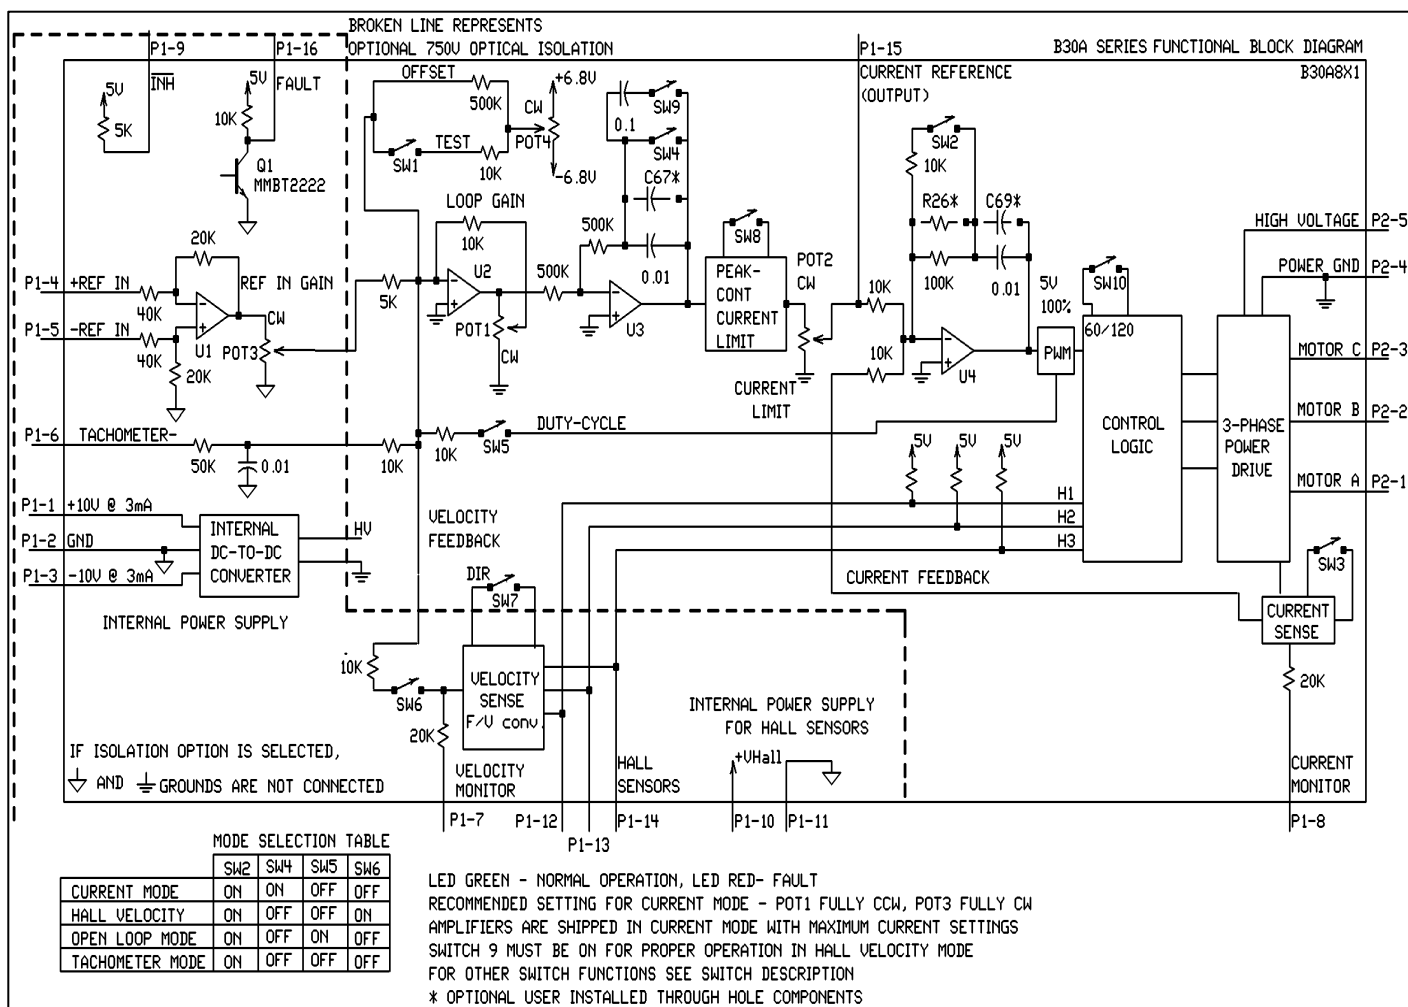 BROKEN LINE REPRESENTS
OPTIONAL 750V OPTICAL ISOLATION
B30A SERIES FUNCTIONAL BLOCK DIAGRAM
B30A8X1
P1-9
INH
5V
5K
P1-16
FAULT
5V
10K
Q1
MMBT2222
OFFSET
500K
SW1
TEST
10K
CW
POT4
+6.8V
-6.8V
SW9
0.1
SW4
C67*
0.01
500K
P1-15
CURRENT REFERENCE
(OUTPUT)
SW2
10K
R26*
C69*
100K
0.01
HIGH VOLTAGE P2-5
POWER GND P2-4
MOTOR C P2-3
MOTOR B P2-2
MOTOR A P2-1
P1-4 +REF IN
40K
20K
REF IN GAIN
P1-5 -REF IN
40K
20K
U1
CW
POT3
5K
LOOP GAIN
10K
U2
POT1
CW
500K
U3
SW8
PEAK-
CONT
CURRENT
LIMIT
POT2
CW
CURRENT
LIMIT
10K
10K
U4
5V
100%
PWM
SW10
60/120
CONTROL
LOGIC
3-PHASE
POWER
DRIVE
P1-6 TACHOMETER-
50K
0.01
10K
10K
SW5
DUTY-CYCLE
5V
5V
5V
H1
H2
H3
P1-1 +10V @ 3mA
P1-2 GND
P1-3 -10V @ 3mA
INTERNAL
DC-TO-DC
CONVERTER
HV
INTERNAL POWER SUPPLY
VELOCITY
FEEDBACK
CURRENT FEEDBACK
SW3
CURRENT
SENSE
20K
DIR
SW7
10K
SW6
20K
VELOCITY
SENSE
F/V conv.
VELOCITY
MONITOR
HALL
SENSORS
INTERNAL POWER SUPPLY
FOR HALL SENSORS
+VHall
CURRENT
MONITOR
IF ISOLATION OPTION IS SELECTED,
AND GROUNDS ARE NOT CONNECTED
P1-7
P1-12
P1-13
P1-14
P1-10
P1-11
P1-8
MODE SELECTION TABLE
SW2 SW4 SW5 SW6
CURRENT MODE ON ON OFF OFF
HALL VELOCITY ON OFF OFF ON
OPEN LOOP MODE ON OFF ON OFF
TACHOMETER MODE ON OFF OFF OFF
LED GREEN - NORMAL OPERATION, LED RED- FAULT
RECOMMENDED SETTING FOR CURRENT MODE - POT1 FULLY CCW, POT3 FULLY CW
AMPLIFIERS ARE SHIPPED IN CURRENT MODE WITH MAXIMUM CURRENT SETTINGS
SWITCH 9 MUST BE ON FOR PROPER OPERATION IN HALL VELOCITY MODE
FOR OTHER SWITCH FUNCTIONS SEE SWITCH DESCRIPTION
* OPTIONAL USER INSTALLED THROUGH HOLE COMPONENTS